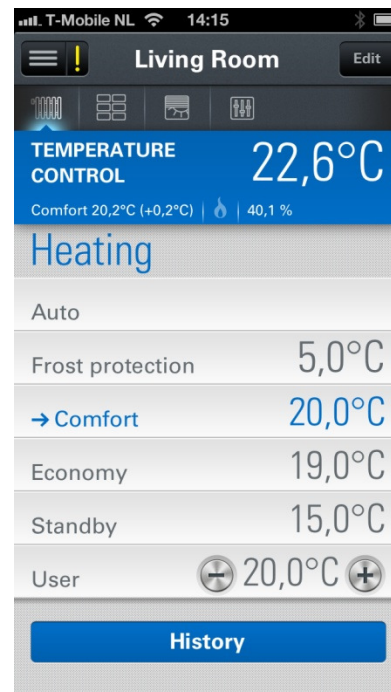 T-Mobile NL 14:15
! Living Room Edit
TEMPERATURE CONTROL 22,6°C
Comfort 20,2°C (+0,2°C) | 40,1 %
Heating
Auto
Frost protection 5,0°C
→ Comfort 20,0°C
Economy 19,0°C
Standby 15,0°C
User - 20,0°C +
History